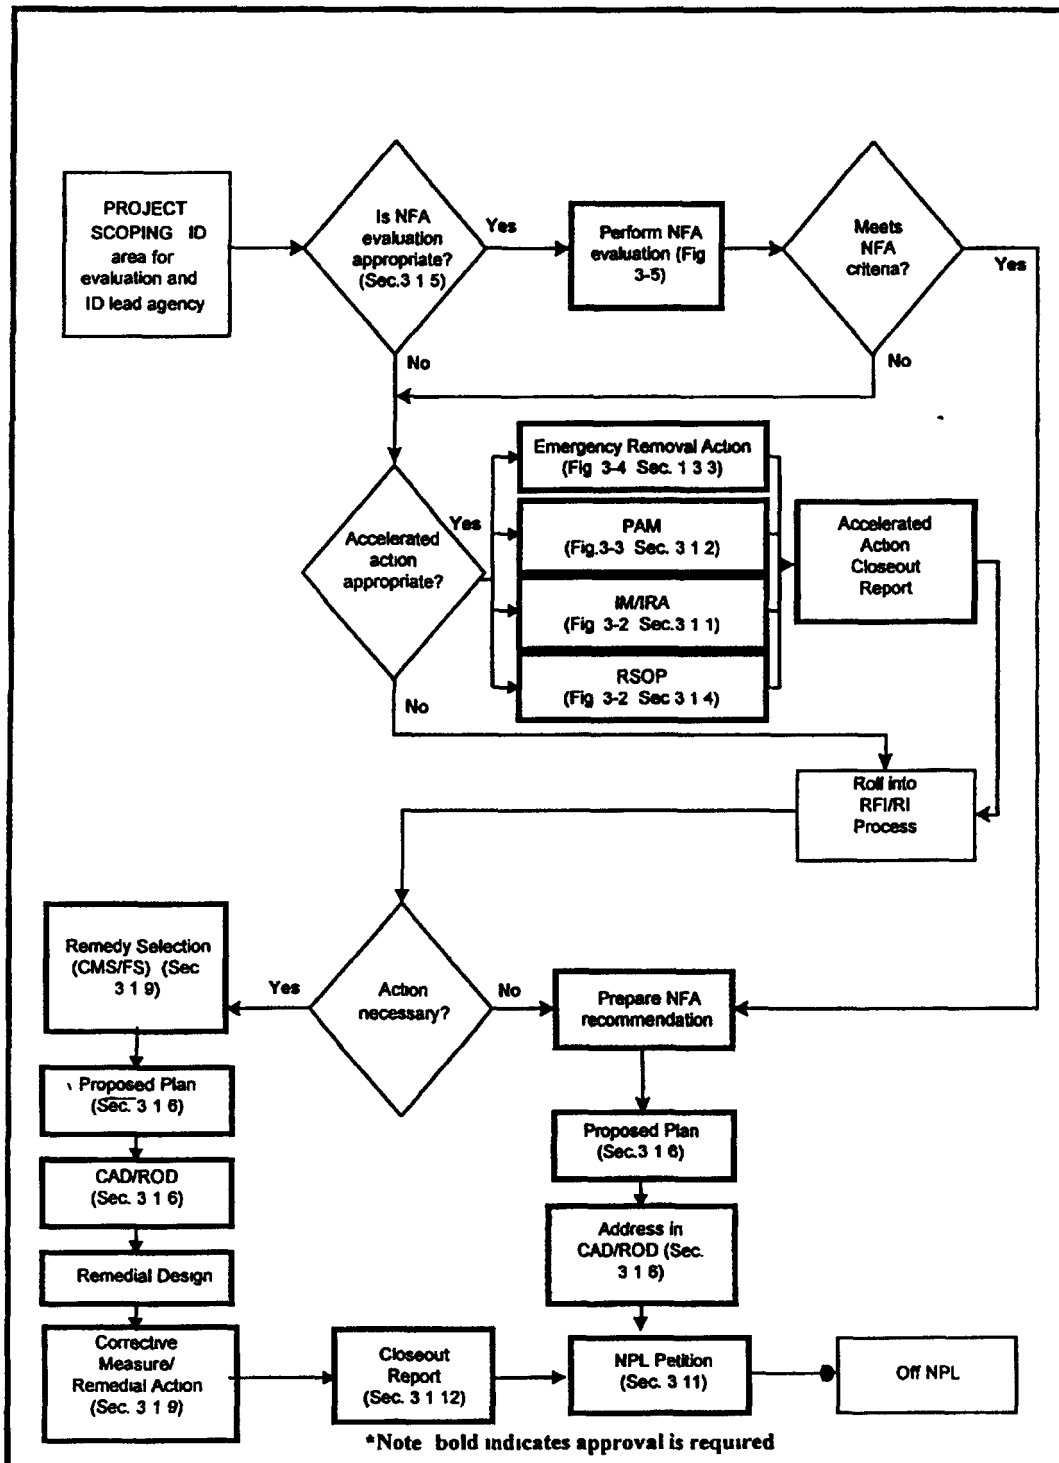 PROJECT
SCOPING ID
area for
evaluation and
ID lead agency
Is NFA
evaluation
appropriate?
(Sec.3 1 5)
Yes
Perform NFA
evaluation (Fig
3-5)
Meets
NFA
criteria?
Yes
No
No
Accelerated
action
appropriate?
Yes
Emergency Removal Action
(Fig 3-4 Sec. 1 3 3)
PAM
(Fig.3-3 Sec. 3 1 2)
IM/IRA
(Fig 3-2 Sec.3 1 1)
RSOP
(Fig 3-2 Sec 3 1 4)
Accelerated
Action
Closeout
Report
No
Roll into
RFI/RI
Process
Action
necessary?
Yes
No
Remedy Selection
(CMS/FS) (Sec
3 1 9)
Proposed Plan
(Sec. 3 1 6)
CAD/ROD
(Sec. 3 1 6)
Remedial Design
Corrective
Measure/
Remedial Action
(Sec. 3 1 9)
Closeout
Report
(Sec. 3 1 12)
Prepare NFA
recommendation
Proposed Plan
(Sec.3 1 6)
Address in
CAD/ROD (Sec.
3 1 6)
NPL Petition
(Sec. 3 11)
Off NPL
*Note bold indicates approval is required